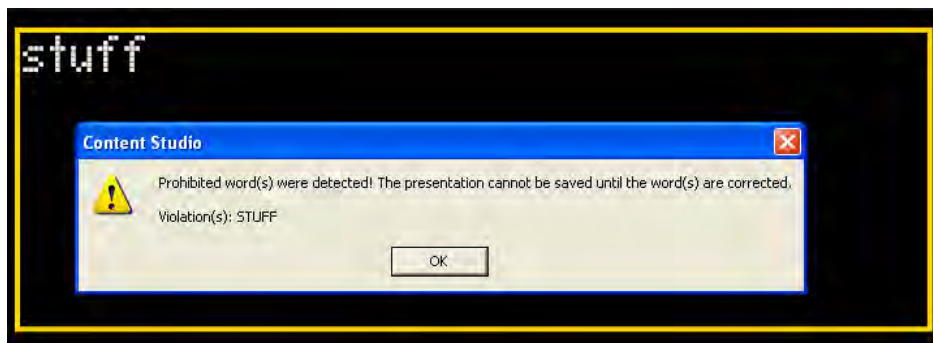 stuff
Content Studio
Prohibited word(s) were detected! The presentation cannot be saved until the word(s) are corrected.
Violation(s): STUFF
OK